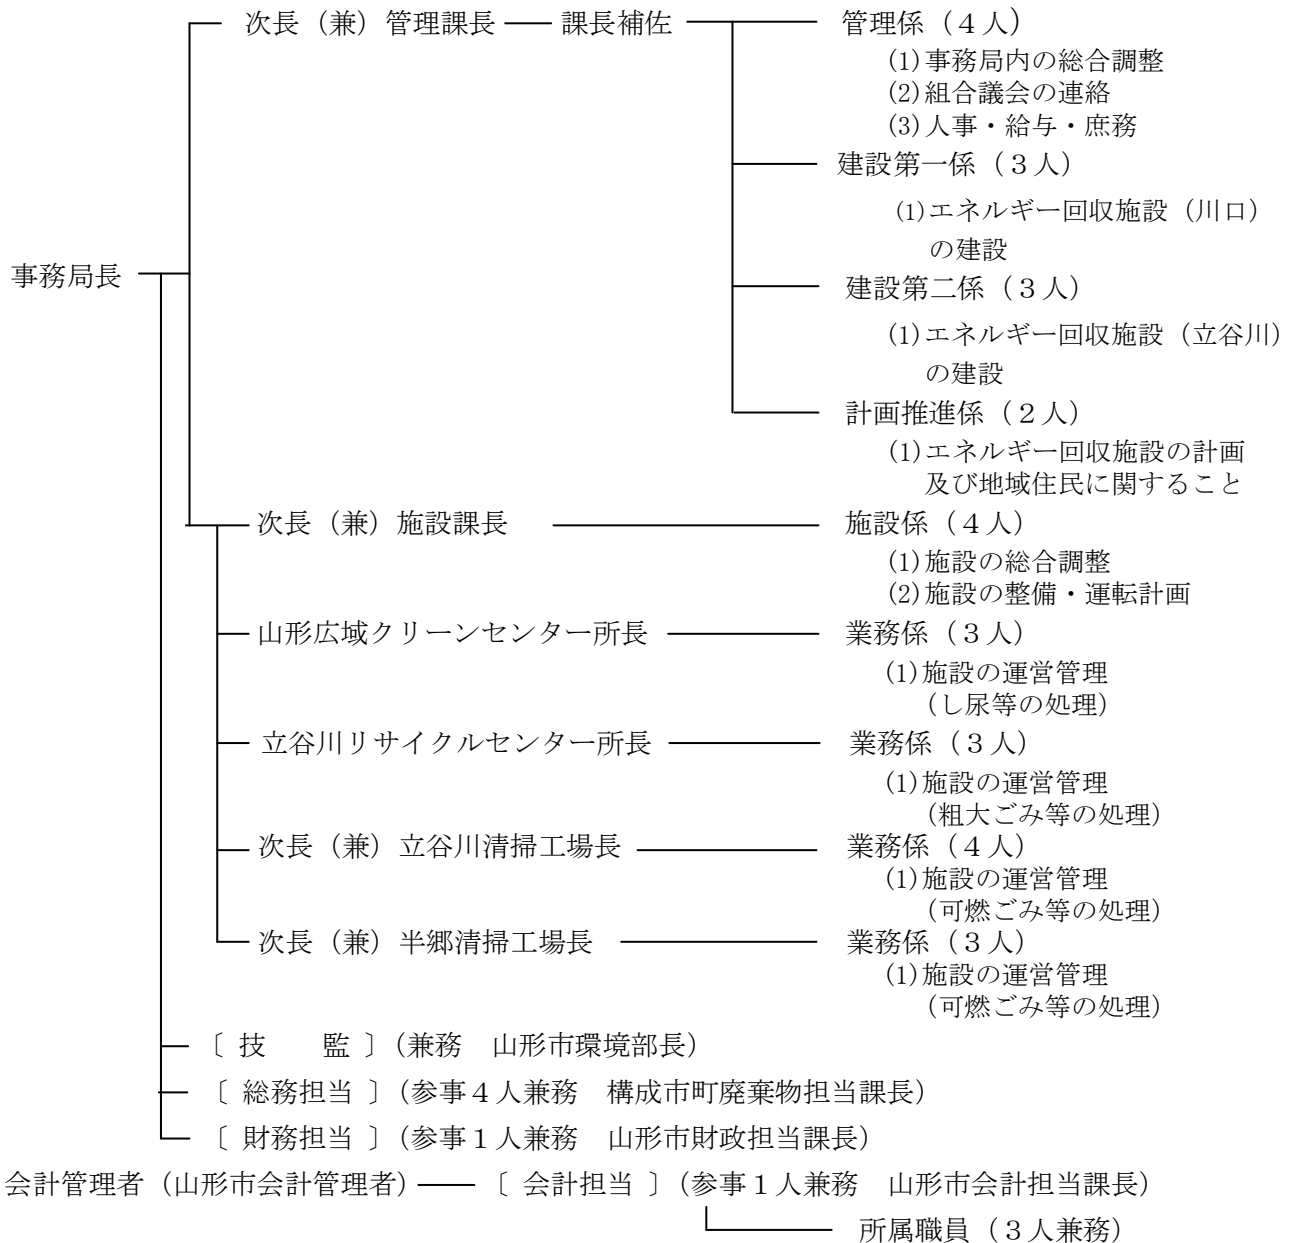 次長（兼）管理課長 課長補佐 管理係（４人）
(1)事務局内の総合調整
(2)組合議会の連絡
(3)人事・給与・庶務
建設第一係（３人）
(1)エネルギー回収施設（川口）
の建設
事務局長
建設第二係（３人）
(1)エネルギー回収施設（立谷川）
の建設
計画推進係（２人）
(1)エネルギー回収施設の計画
及び地域住民に関すること
次長（兼）施設課長 施設係（４人）
(1)施設の総合調整
(2)施設の整備・運転計画
山形広域クリーンセンター所長 業務係（３人）
(1)施設の運営管理
（し尿等の処理）
立谷川リサイクルセンター所長 業務係（３人）
(1)施設の運営管理
（粗大ごみ等の処理）
次長（兼）立谷川清掃工場長 業務係（４人）
(1)施設の運営管理
（可燃ごみ等の処理）
次長（兼）半郷清掃工場長 業務係（３人）
(1)施設の運営管理
（可燃ごみ等の処理）
〔 技　　監 〕（兼務　山形市環境部長）
〔 総務担当 〕（参事４人兼務　構成市町廃棄物担当課長）
〔 財務担当 〕（参事１人兼務　山形市財政担当課長）
会計管理者（山形市会計管理者） 〔 会計担当 〕（参事１人兼務　山形市会計担当課長）
所属職員（３人兼務）